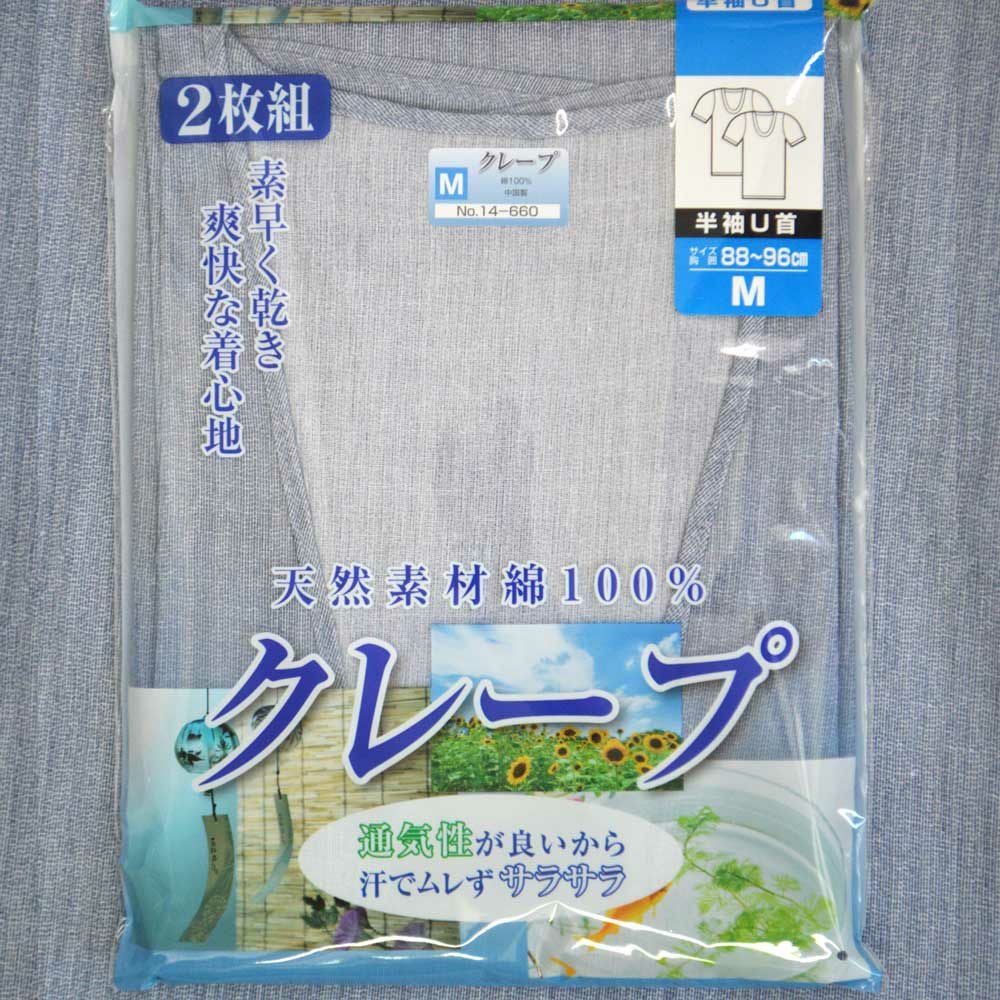 半袖U首
2枚組
素早く乾き
爽快な着心地
クレープ
M
綿100%
中国製
No.14-660
半袖U首
サイズ
胸囲
88~96cm
M
天然素材綿100%
クレープ
通気性が良いから
汗でムレずサラサラ